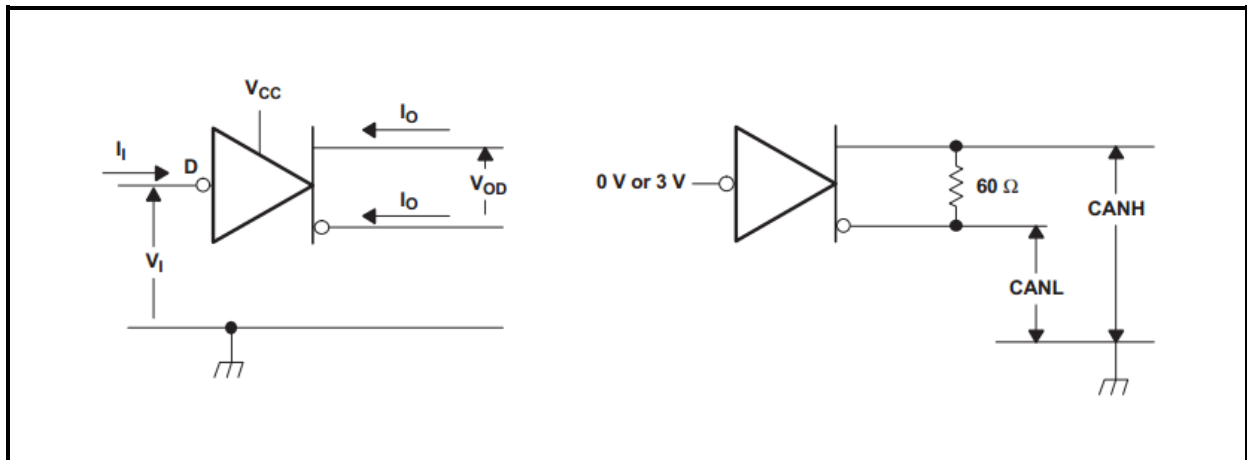 V_CC
I_O
I_I
D
V_OD
I_O
V_I
0 V or 3 V
60 Ω
CANH
CANL